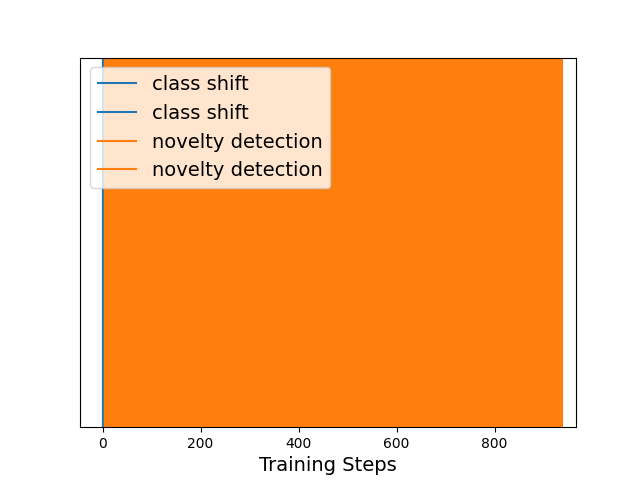 class shift
class shift
novelty detection
novelty detection
0 200 400 600 800
Training Steps